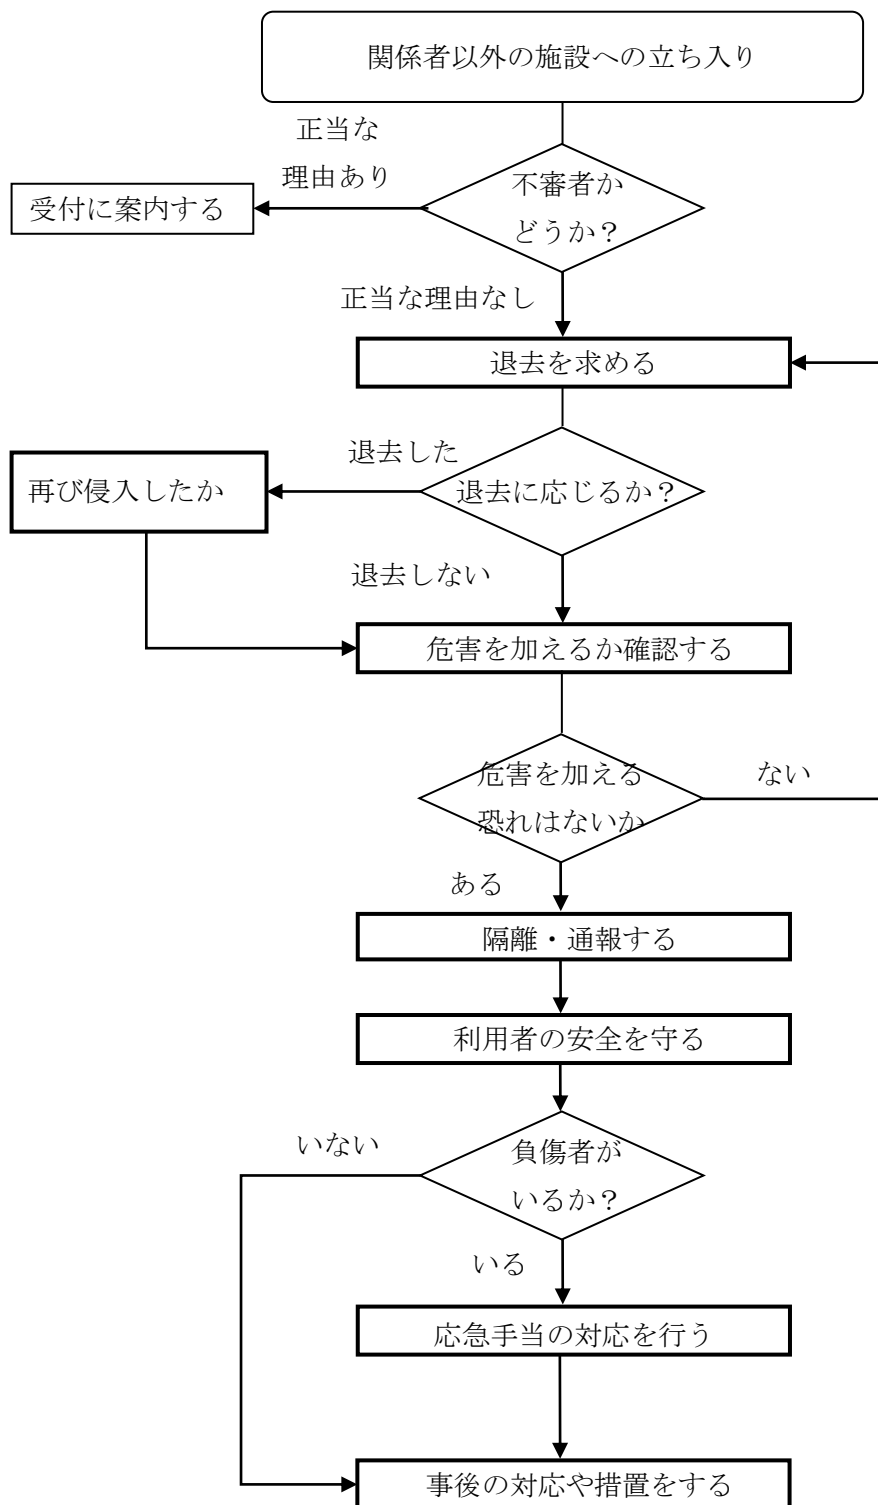 関係者以外の施設への立ち入り
正当な
理由あり
不審者か
どうか？
受付に案内する
正当な理由なし
退去を求める
退去した
再び侵入したか
退去に応じるか？
退去しない
危害を加えるか確認する
危害を加える
恐れはないか
ない
ある
隔離・通報する
利用者の安全を守る
いない
負傷者が
いるか？
いる
応急手当の対応を行う
事後の対応や措置をする